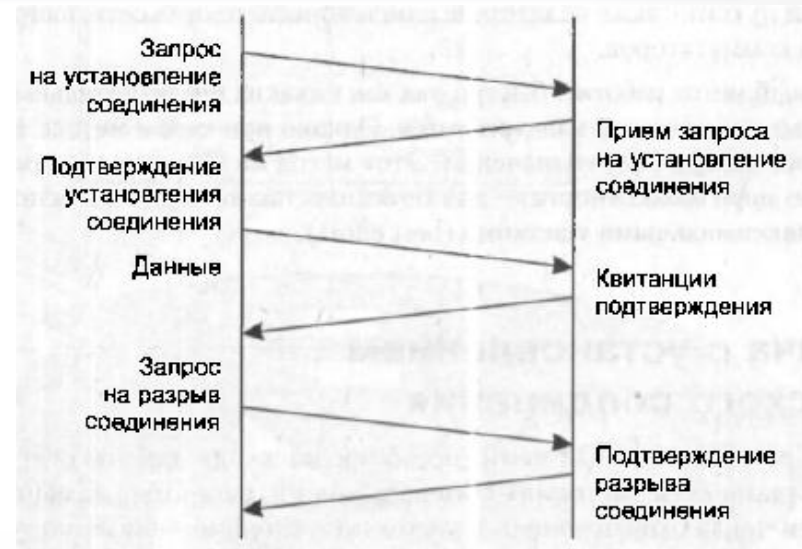 Запрос
на установление
соединения
Прием запроса
на установление
соединения
Подтверждение
установления
соединения
Данные
Квитанции
подтверждения
Запрос
на разрыв
соединения
Подтверждение
разрыва
соединения